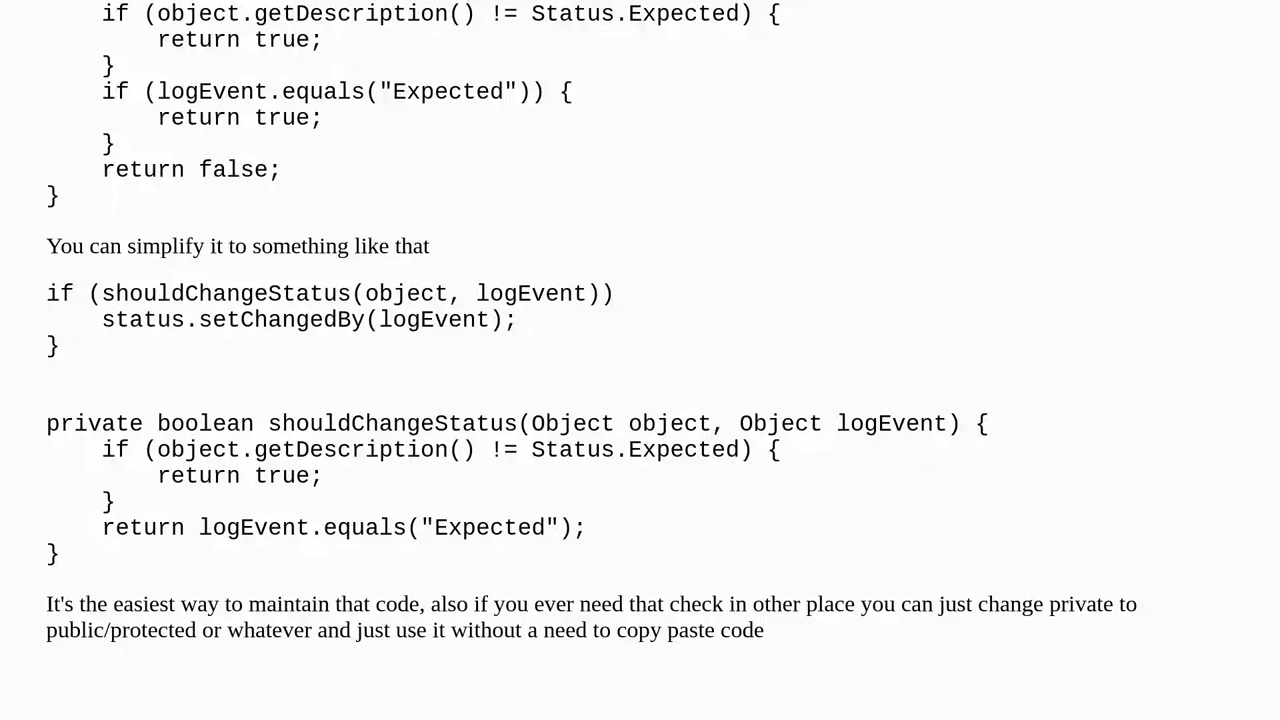 if (object.getDescription() != Status.Expected) {
return true;
}
if (logEvent.equals("Expected")) {
return true;
}
return false;
}
You can simplify it to something like that
if (shouldChangeStatus(object, logEvent))
status.setChangedBy(logEvent);
}
private boolean shouldChangeStatus(Object object, Object logEvent) {
if (object.getDescription() != Status.Expected) {
return true;
}
return logEvent.equals("Expected");
}
It's the easiest way to maintain that code, also if you ever need that check in other place you can just change private to
public/protected or whatever and just use it without a need to copy paste code